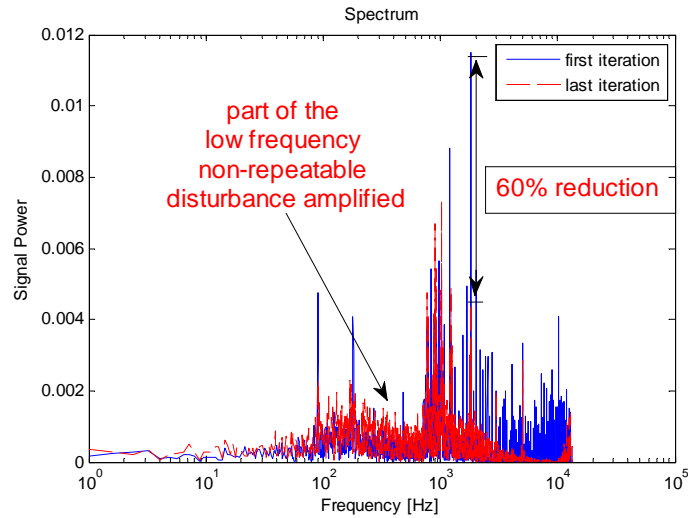 Spectrum
0.012
0.01
0.008
0.006
0.004
0.002
0
Signal Power
first iteration
last iteration
part of the
low frequency
non-repeatable
disturbance amplified
60% reduction
10^0
10^1
10^2
10^3
10^4
10^5
Frequency [Hz]